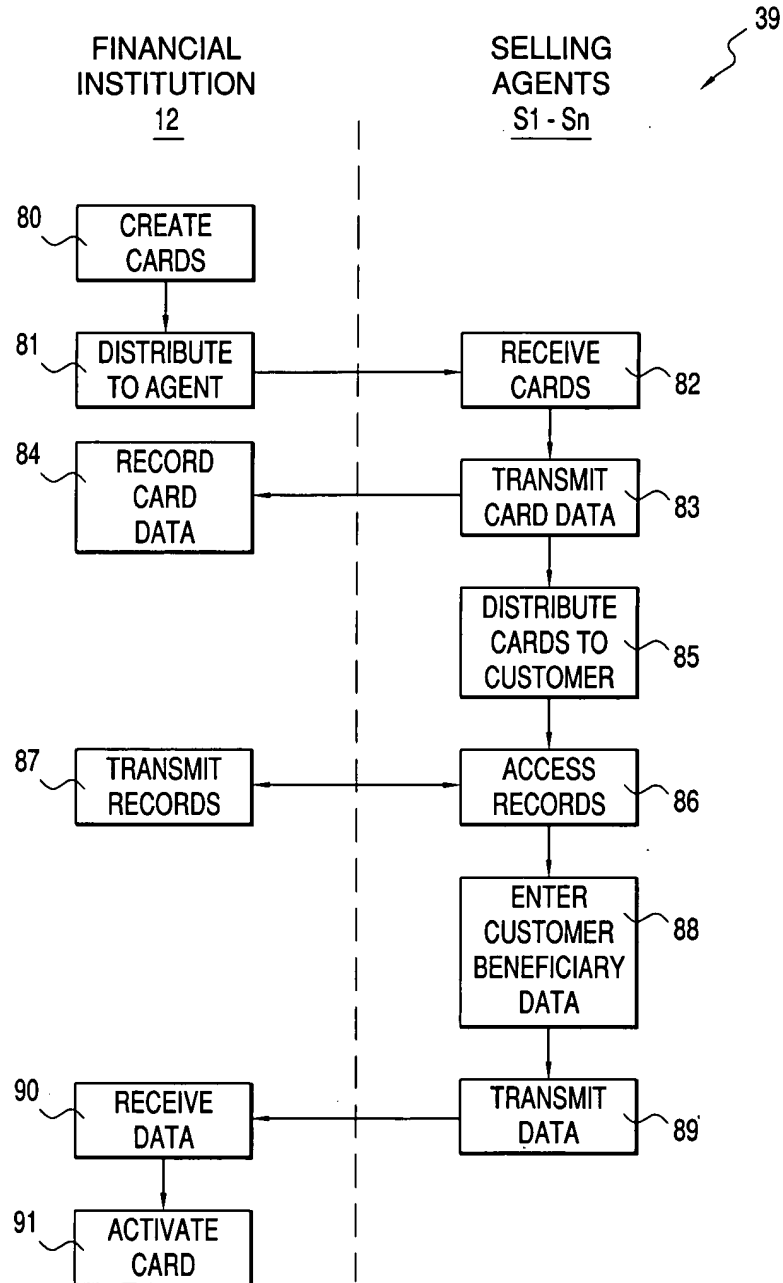 39
FINANCIAL
INSTITUTION
12
SELLING
AGENTS
S1 - Sn
80
CREATE
CARDS
81
DISTRIBUTE
TO AGENT
RECEIVE
CARDS
82
84
RECORD
CARD
DATA
TRANSMIT
CARD DATA
83
DISTRIBUTE
CARDS TO
CUSTOMER
85
87
TRANSMIT
RECORDS
ACCESS
RECORDS
86
ENTER
CUSTOMER
BENEFICIARY
DATA
88
90
RECEIVE
DATA
TRANSMIT
DATA
89
91
ACTIVATE
CARD